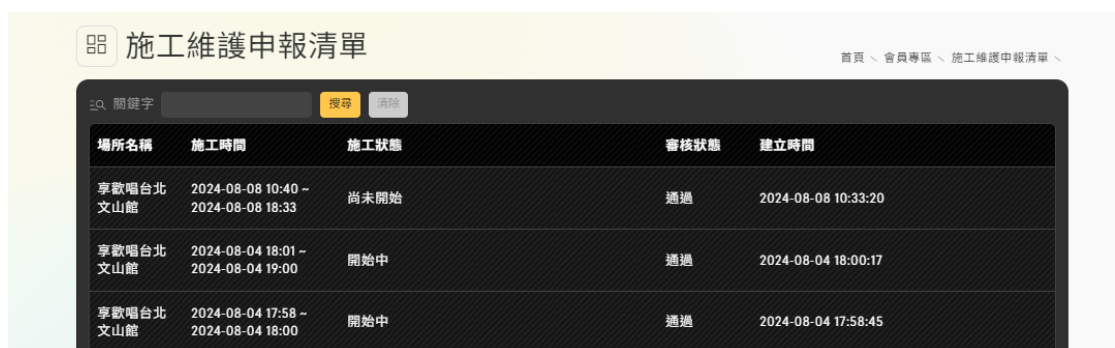 施工維護申報清單
首頁 ﹨ 會員專區 ﹨ 施工維護申報清單 ﹨
關鍵字 搜尋 清除
場所名稱 施工時間 施工狀態 審核狀態 建立時間
享歡唱台北文山館 2024-08-08 10:40 ~ 2024-08-08 18:33 尚未開始 通過 2024-08-08 10:33:20
享歡唱台北文山館 2024-08-04 18:01 ~ 2024-08-04 19:00 開始中 通過 2024-08-04 18:00:17
享歡唱台北文山館 2024-08-04 17:58 ~ 2024-08-04 18:00 開始中 通過 2024-08-04 17:58:45